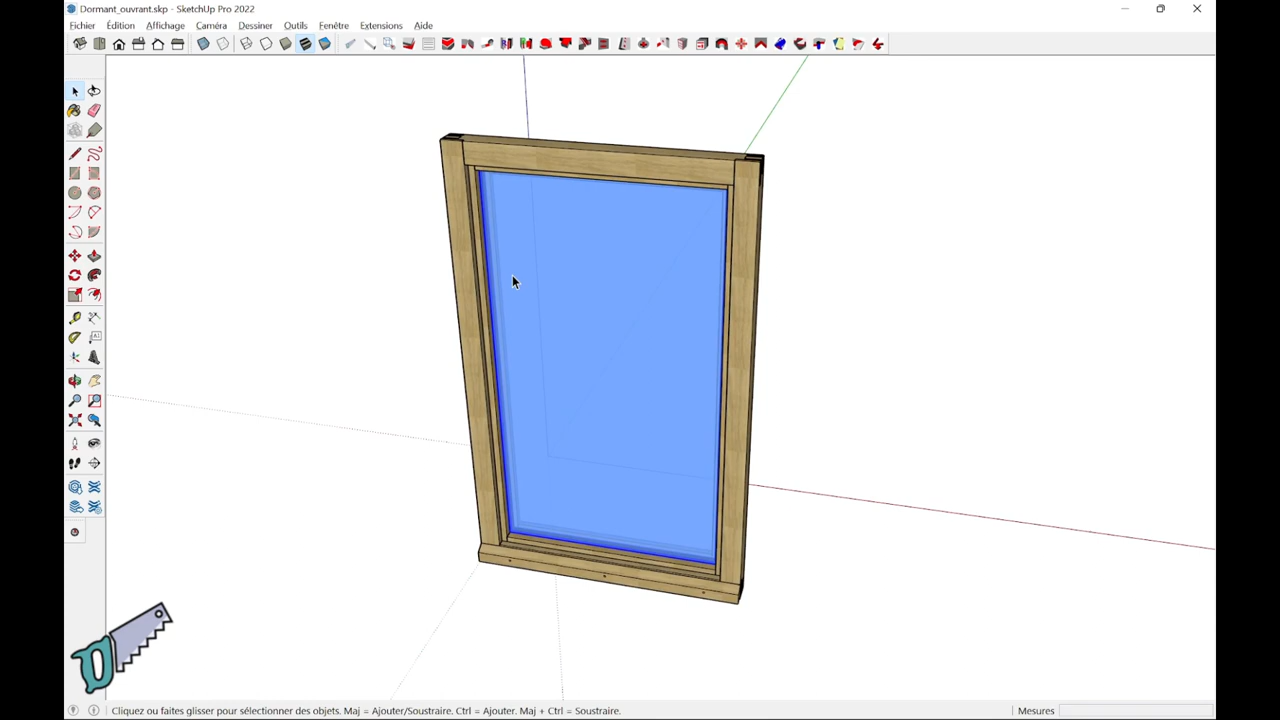 Dormant_ouvrant.skp - SketchUp Pro 2022
Fichier Édition Affichage Caméra Dessiner Outils Fenêtre Extensions Aide
Cliquez ou faites glisser pour sélectionner des objets. Maj = Ajouter/Soustraire. Ctrl = Ajouter. Maj + Ctrl = Soustraire.
Mesures